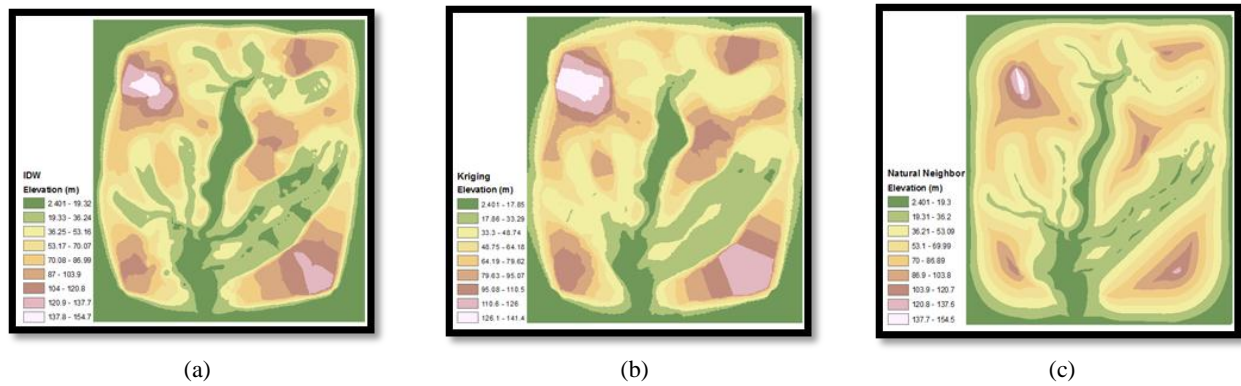 IDW
Elevation (m)
2.401 - 19.32
19.33 - 36.24
36.25 - 53.16
53.17 - 70.07
70.08 - 86.99
87 - 103.9
104 - 120.8
120.9 - 137.7
137.8 - 154.7
(a)
Kriging
Elevation (m)
2.401 - 17.85
17.86 - 33.29
33.3 - 48.74
48.75 - 64.18
64.19 - 79.62
79.63 - 95.07
95.08 - 110.5
110.6 - 126
126.1 - 141.4
(b)
Natural Neighbor
Elevation (m)
2.401 - 19.3
19.31 - 36.2
36.21 - 53.09
53.1 - 69.99
70 - 86.89
86.9 - 103.8
103.9 - 120.7
120.8 - 137.6
137.7 - 154.5
(c)